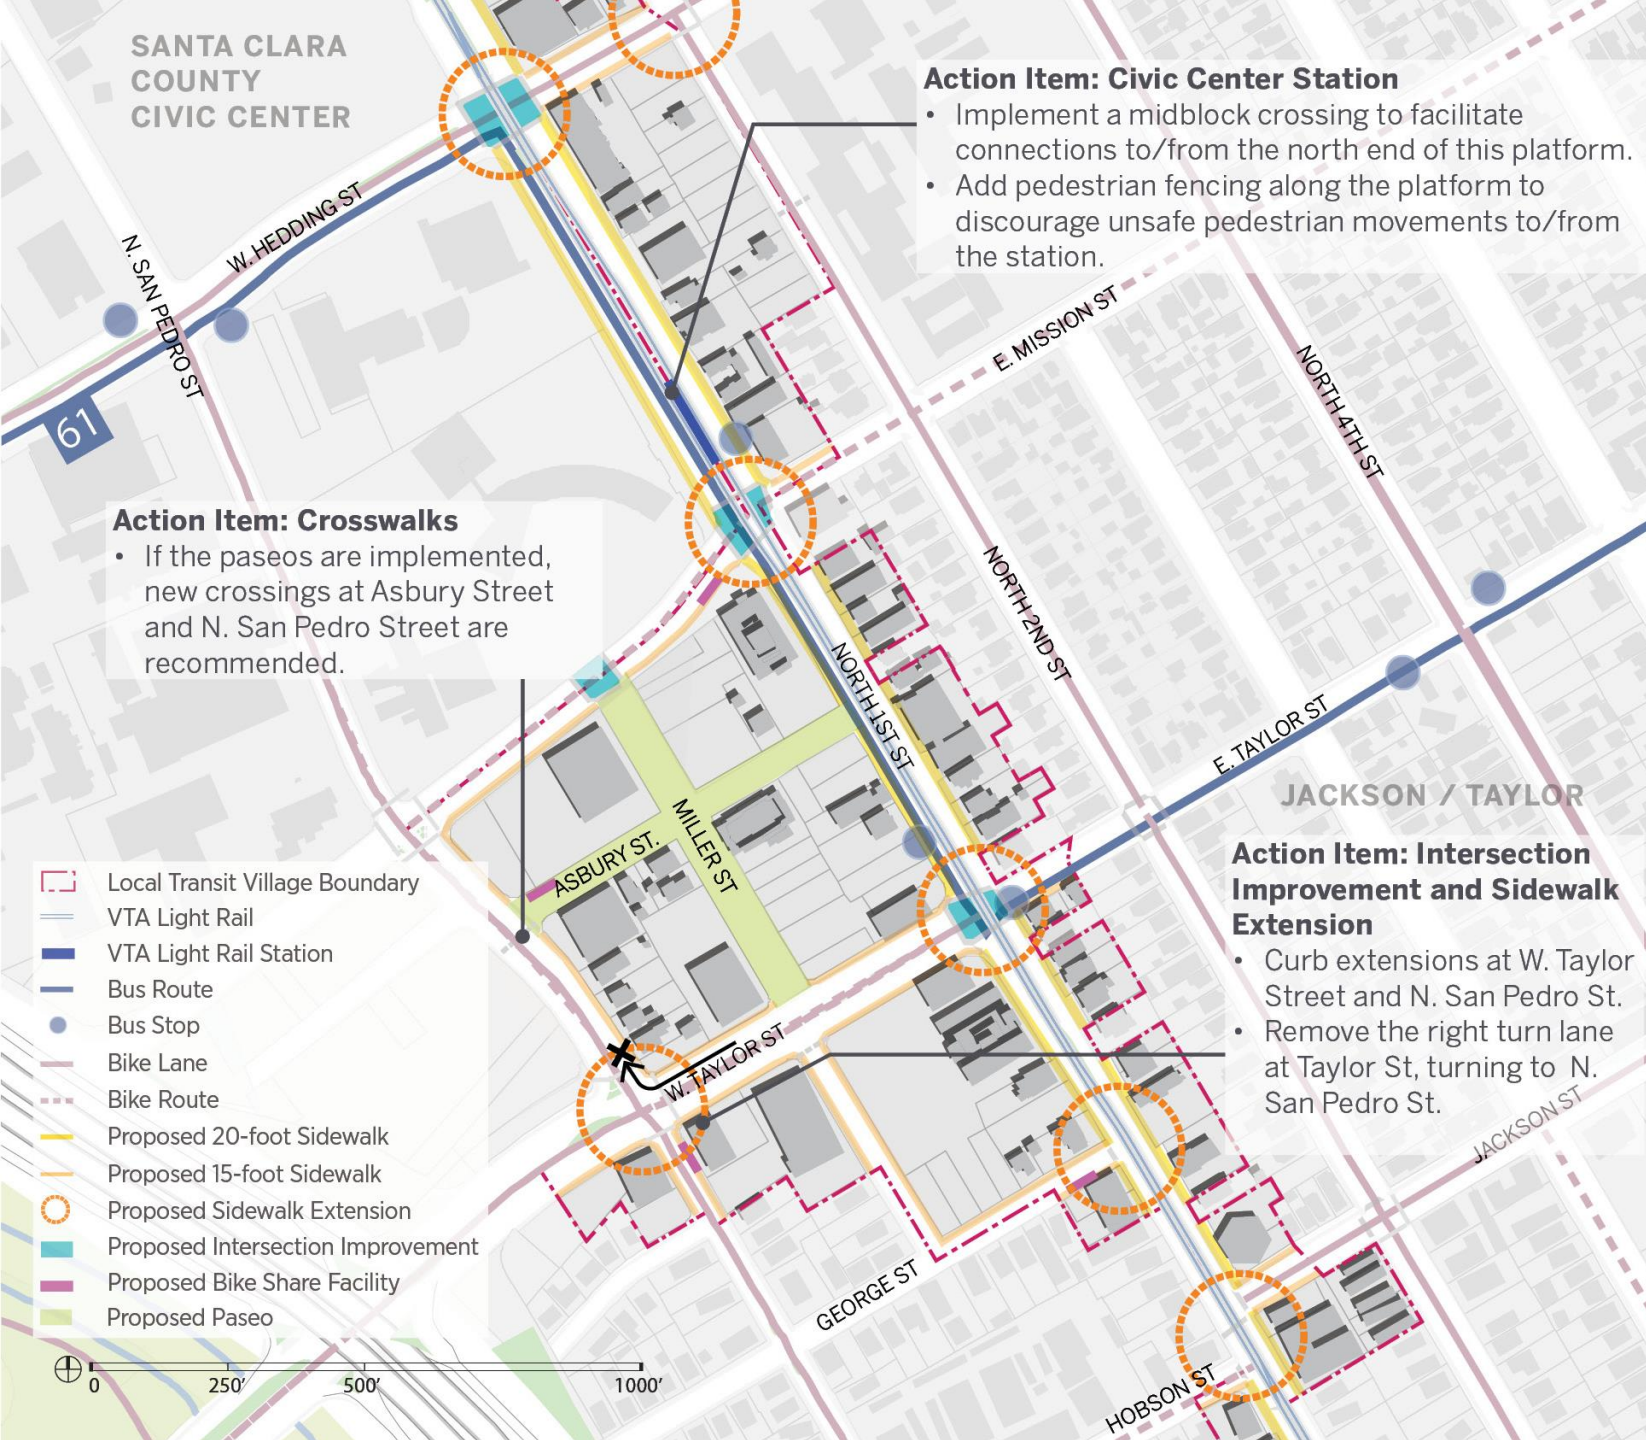 SANTA CLARA
COUNTY
CIVIC CENTER
Action Item: Civic Center Station
• Implement a midblock crossing to facilitate
connections to/from the north end of this platform.
• Add pedestrian fencing along the platform to
discourage unsafe pedestrian movements to/from
the station.
W. HEDDING ST
N. SAN PEDRO ST
61
E. MISSION ST
NORTH 4TH ST
Action Item: Crosswalks
• If the paseos are implemented,
new crossings at Asbury Street
and N. San Pedro Street are
recommended.
NORTH 2ND ST
NORTH 1ST ST
E. TAYLOR ST
JACKSON / TAYLOR
MILLER ST
ASBURY ST.
Action Item: Intersection
Improvement and Sidewalk
Extension
• Curb extensions at W. Taylor
Street and N. San Pedro St.
• Remove the right turn lane
at Taylor St, turning to N.
San Pedro St.
W. TAYLOR ST
JACKSON ST
GEORGE ST
HOBSON ST
Local Transit Village Boundary
VTA Light Rail
VTA Light Rail Station
Bus Route
Bus Stop
Bike Lane
Bike Route
Proposed 20-foot Sidewalk
Proposed 15-foot Sidewalk
Proposed Sidewalk Extension
Proposed Intersection Improvement
Proposed Bike Share Facility
Proposed Paseo
0 250' 500' 1000'